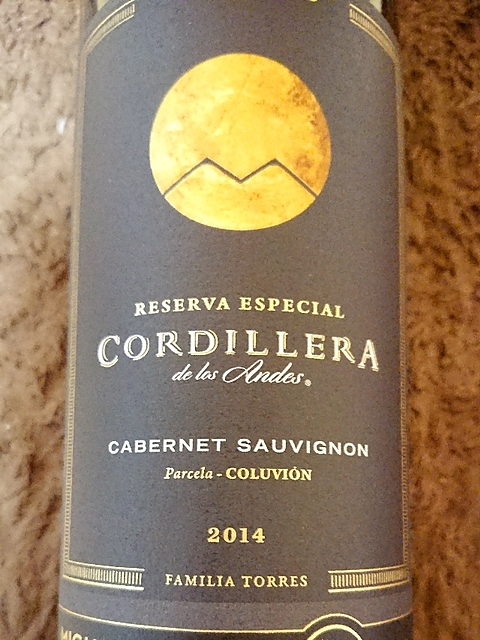 RESERVA ESPECIAL
CORDILLERA
de los Andes®
CABERNET SAUVIGNON
Parcela - COLUVIÓN
2014
FAMILIA TORRES